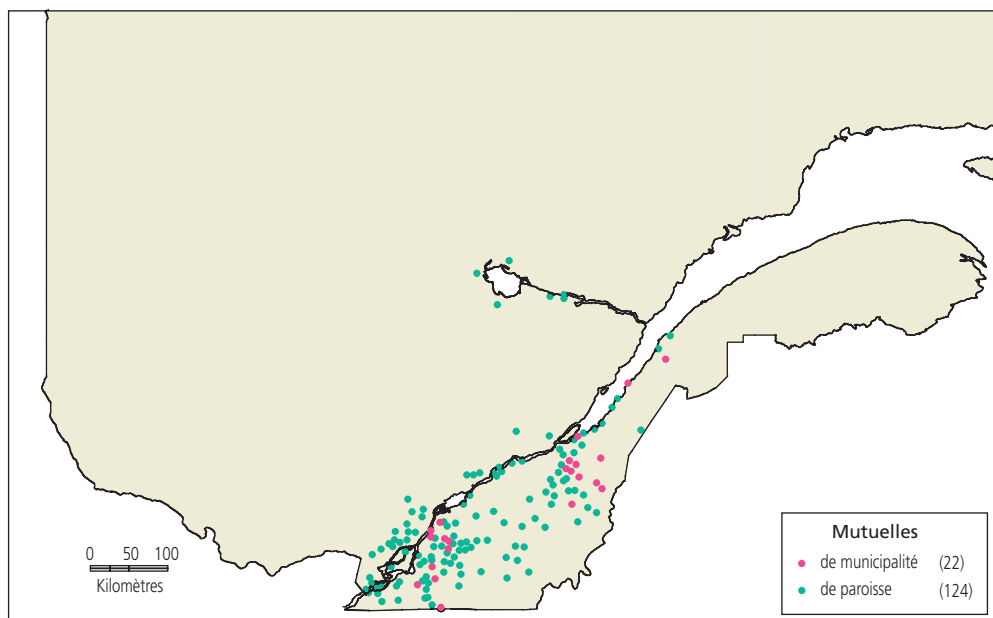 0 50 100
Kilomètres
Mutuelles
de municipalité (22)
de paroisse (124)